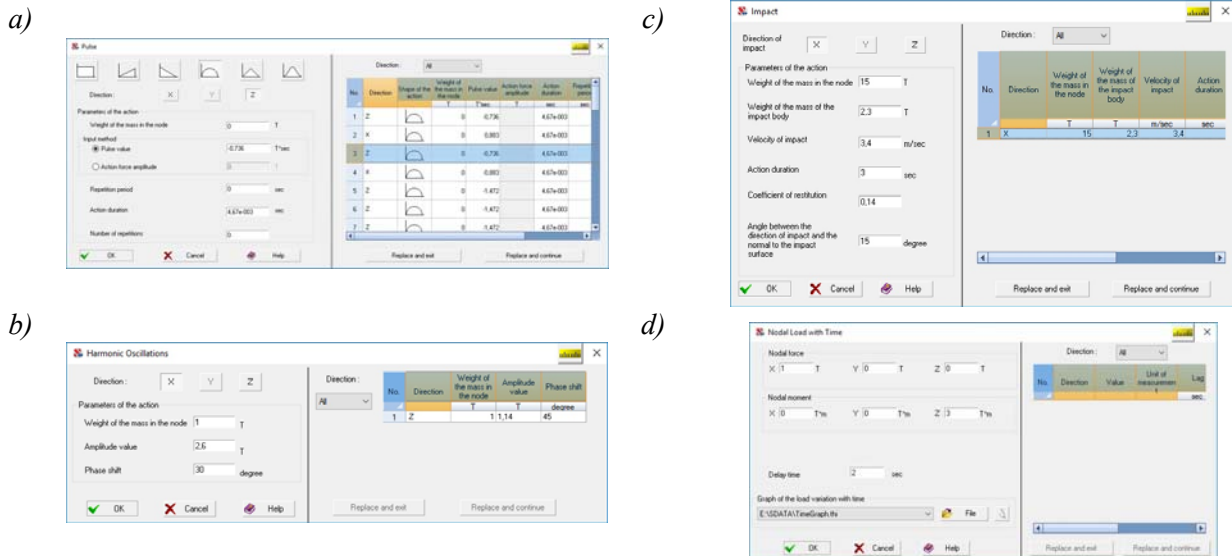 a)
Pulse
Direction :
X
Y
Z
Parameters of the action
Weight of the mass in the node
0
T
Input method
Pulse value
-0,736
T*sec
Action force amplitude
0
Repetition period
0
sec
Action duration
4,67e-003
sec
Number of repetitions
0
OK
Cancel
Help
Direction :
All
No.
Direction
Shape of the action
Weight of the mass in the node
Pulse value
Action force amplitude
Action duration
Repetition period
T
T*sec
T
sec
sec
1 Z 0 -0,736 4,67e-003
2 X 0 0,883 4,67e-003
3 Z 0 -0,736 4,67e-003
4 X 0 -0,883 4,67e-003
5 Z 0 -1,472 4,67e-003
6 Z 0 -1,472 4,67e-003
7 Z 0 -1,472 4,67e-003
Replace and exit
Replace and continue
b)
Harmonic Oscillations
Direction :
X
Y
Z
Parameters of the action
Weight of the mass in the node
1
T
Amplitude value
2,6
T
Phase shift
30
degree
OK
Cancel
Help
Direction :
All
No.
Direction
Weight of the mass in the node
Amplitude value
Phase shift
T
T
degree
1 Z 1 1,14 45
Replace and exit
Replace and continue
c)
Impact
Direction of
impact
X
Y
Z
Parameters of the action
Weight of the mass in the node
15
T
Weight of the mass of the
impact body
2,3
T
Velocity of impact
3,4
m/sec
Action duration
3
sec
Coefficient of restitution
0,14
Angle between the
direction of impact and the
normal to the impact
surface
15
degree
OK
Cancel
Help
Direction :
All
No.
Direction
Weight of the mass in the node
Weight of the mass of the impact body
Velocity of impact
Action duration
T
T
m/sec
sec
1 X 15 2,3 3,4
Replace and exit
Replace and continue
d)
Nodal Load with Time
Nodal force
X 1 T Y 0 T Z 0 T
Nodal moment
X 0 T*m Y 0 T*m Z 3 T*m
Delay time
2
sec
Graph of the load variation with time
E:\SDATA\TimeGraph.thi
File
OK
Cancel
Help
Direction :
All
No.
Direction
Value
Unit of
measuremen
t
Lag
sec
Replace and exit
Replace and continue